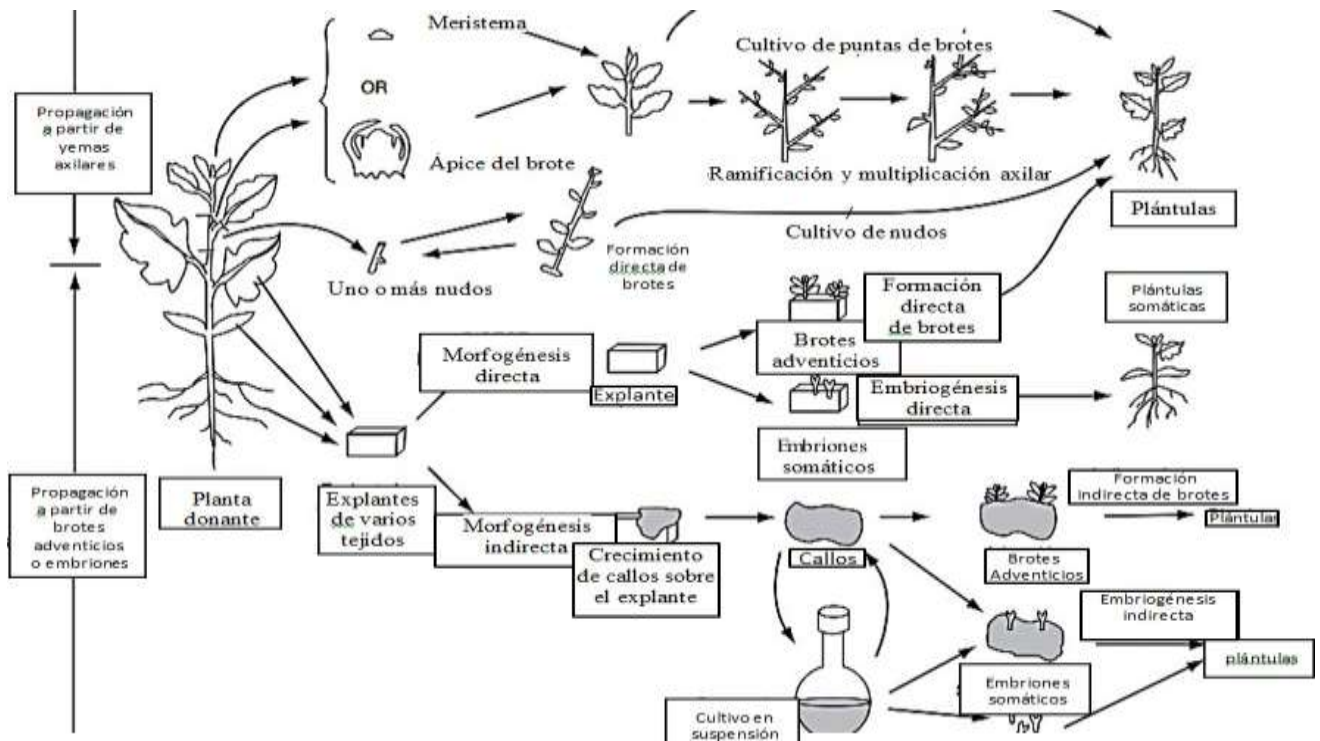 Meristema
Cultivo de puntas de brotes
OR
Propagación
a partir de
yemas
axilares
Ápice del brote
Ramificación y multiplicación axilar
Plántulas
Cultivo de nudos
Formación
directa de
brotes
Uno o más nudos
Formación
directa
de brotes
Plántulas
somáticas
Morfogénesis
directa
Explante
Brotes
adventicios
Embriogénesis
directa
Embriones
somáticos
Propagación
a partir de
brotes
adventicios
o embriones
Planta
donante
Explantes
de varios
tejidos
Morfogénesis
indirecta
Crecimiento
de callos sobre
el explante
Callos
Brotes
Adventicios
Formación
indirecta de brotes
Plántulas
Embriogénesis
indirecta
plántulas
Embriones
somáticos
Cultivo en
suspensión